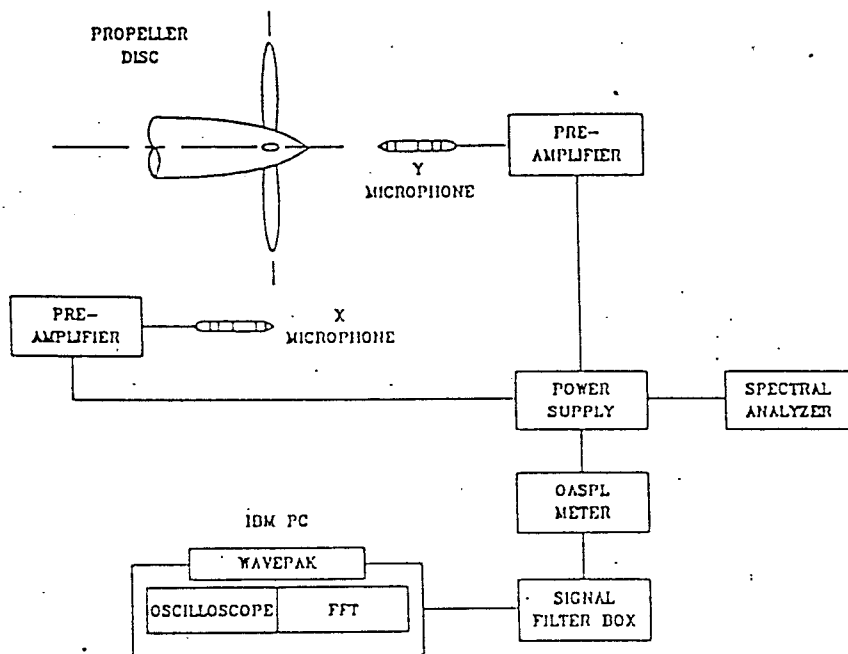 PROPELLER
DISC
PRE-
AMPLIFIER
Y
MICROPHONE
PRE-
AMPLIFIER
X
MICROPHONE
POWER
SUPPLY
SPECTRAL
ANALYZER
OASPL
METER
IBM PC
WAVEPAK
OSCILLOSCOPE
FFT
SIGNAL
FILTER BOX